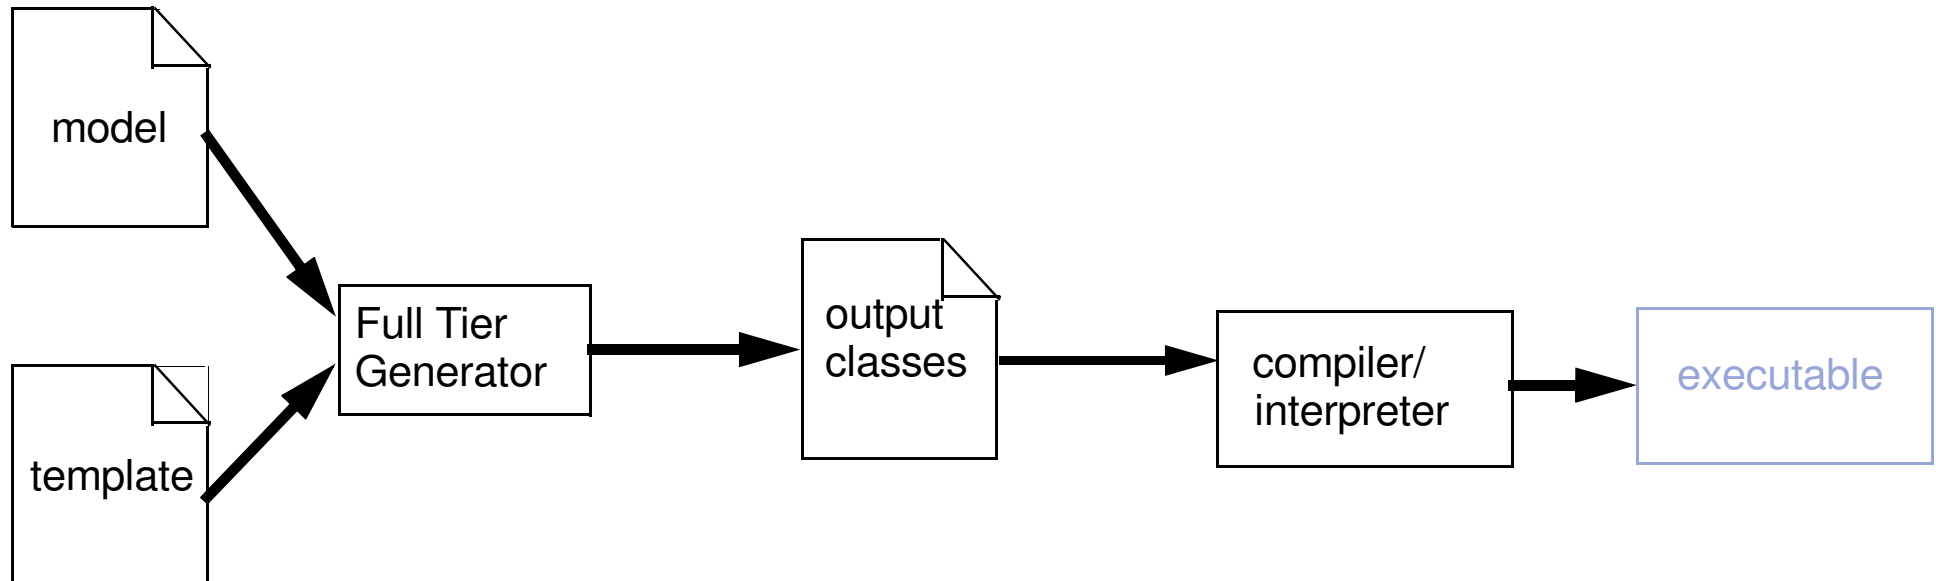 model
template
Full Tier
Generator
output
classes
compiler/
interpreter
executable